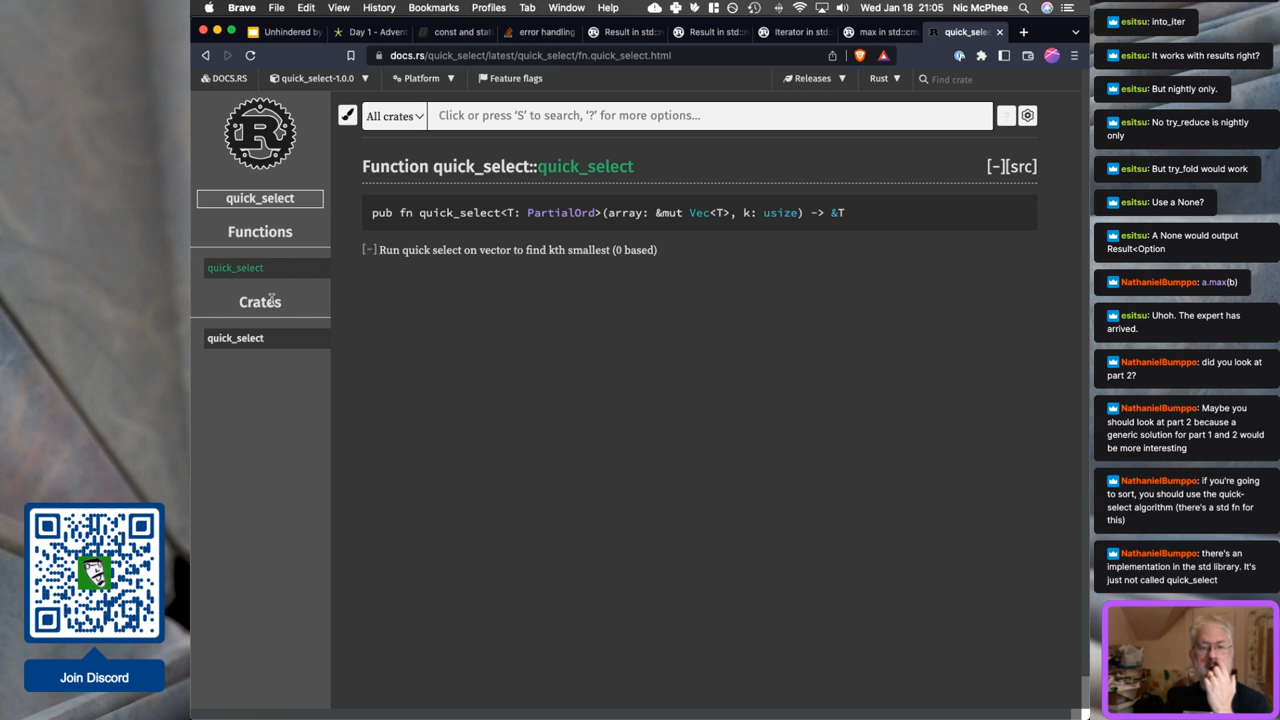 Brave File Edit View History Bookmarks Profiles Tab Window Help Wed Jan 18 21:05 Nic McPhee
Unhindered by
Day 1 - Advent
const and stat
error handling
Result in std::
Result in std::
Iterator in std:
max in std::cm
quick_sele
docs.rs/quick_select/latest/quick_select/fn.quick_select.html
DOCS.RS
quick_select-1.0.0
Platform
Feature flags
Releases
Rust
Find crate
All crates
Click or press ‘S’ to search, ‘?’ for more options…
quick_select
Functions
quick_select
Crates
quick_select
Function quick_select::quick_select
[−][src]
pub fn quick_select<T: PartialOrd>(array: &mut Vec<T>, k: usize) -> &T
[−] Run quick select on vector to find kth smallest (0 based)
esitsu: into_iter
esitsu: It works with results right?
esitsu: But nightly only.
esitsu: No try_reduce is nightly
only
esitsu: But try_fold would work
esitsu: Use a None?
esitsu: A None would output
Result<Option
NathanielBumppo: a.max(b)
esitsu: Uhoh. The expert has
arrived.
NathanielBumppo: did you look at
part 2?
NathanielBumppo: Maybe you
should look at part 2 because a
generic solution for part 1 and 2 would
be more interesting
NathanielBumppo: if you're going
to sort, you should use the quick-
select algorithm (there's a std fn for
this)
NathanielBumppo: there's an
implementation in the std library. It's
just not called quick_select
Join Discord